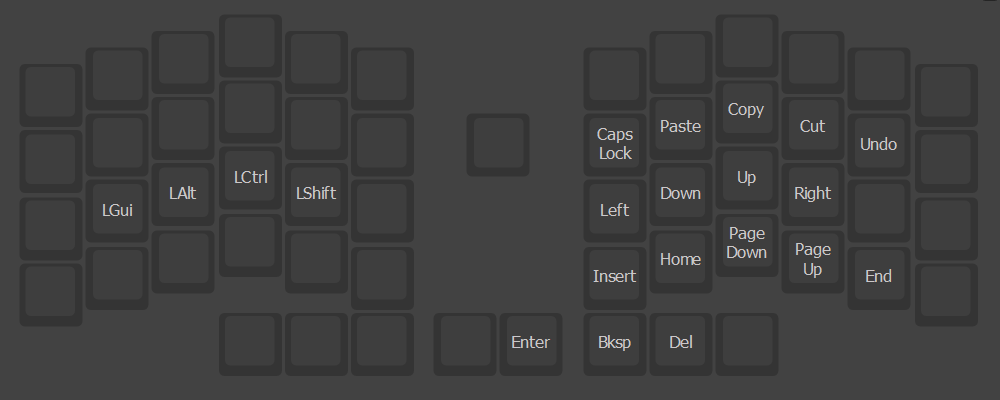 Copy
Paste
Cut
Caps
Lock
Undo
LCtrl
Up
LAlt
LShift
Down
Right
LGui
Left
Page
Down
Home
Page
Up
Insert
End
Enter
Bksp
Del